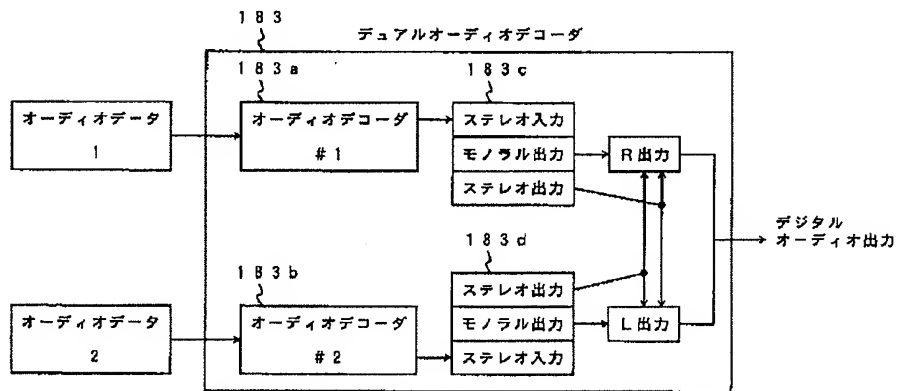 183
デュアルオーディオデコーダ
183a
183c
オーディオデータ
1
オーディオデコーダ
#1
ステレオ入力
モノラル出力
ステレオ出力
R出力
デジタル
オーディオ出力
183b
183d
オーディオデータ
2
オーディオデコーダ
#2
ステレオ出力
モノラル出力
ステレオ入力
L出力